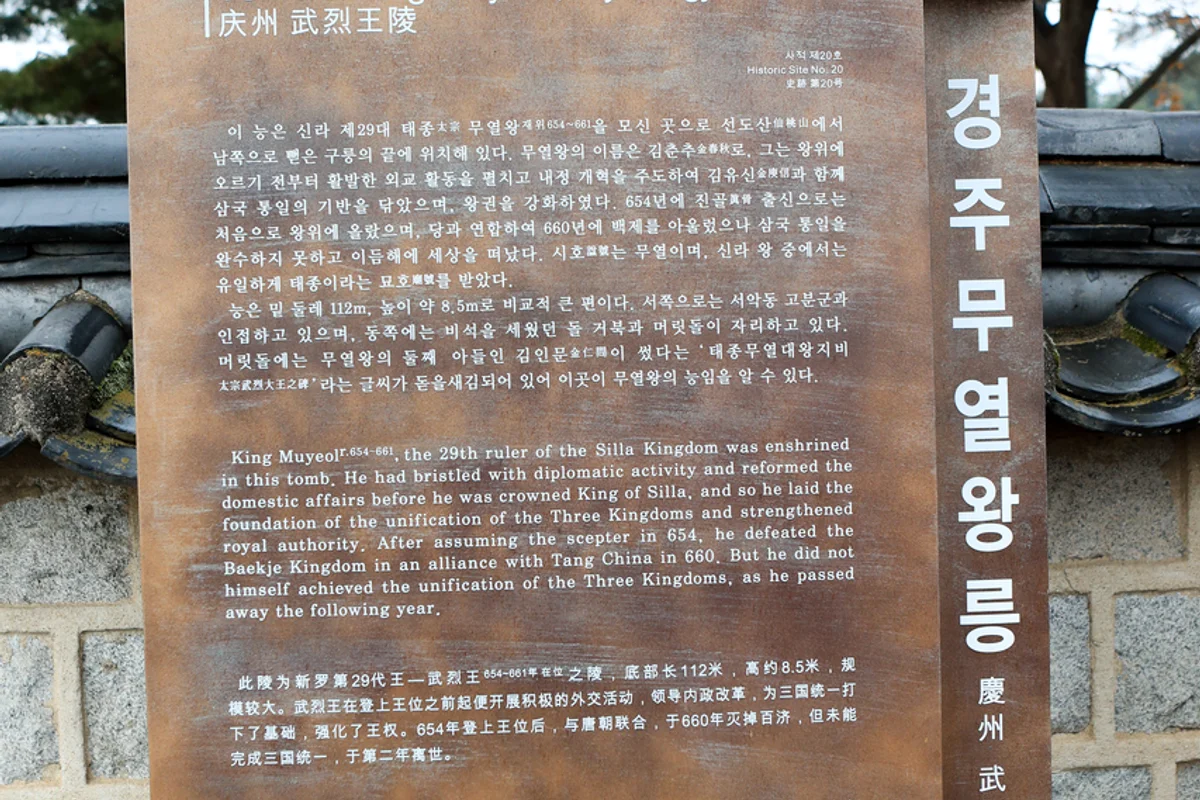 庆州 武烈王陵
사적 제20호
Historic Site No. 20
史跡 第20号
이 능은 신라 제29대 태종太宗 무열왕재위654~661을 모신 곳으로 선도산仙桃山에서
남쪽으로 뻗은 구릉의 끝에 위치해 있다. 무열왕의 이름은 김춘추金春秋로, 그는 왕위에
오르기 전부터 활발한 외교 활동을 펼치고 내정 개혁을 주도하여 김유신金庾信과 함께
삼국 통일의 기반을 닦았으며, 왕권을 강화하였다. 654년에 진골眞骨 출신으로는
처음으로 왕위에 올랐으며, 당과 연합하여 660년에 백제를 아울렀으나 삼국 통일을
완수하지 못하고 이듬해에 세상을 떠났다. 시호諡號는 무열이며, 신라 왕 중에서는
유일하게 태종이라는 묘호廟號를 받았다.
능은 밑 둘레 112m, 높이 약 8.5m로 비교적 큰 편이다. 서쪽으로는 서악동 고분군과
인접하고 있으며, 동쪽에는 비석을 세웠던 돌 거북과 머릿돌이 자리하고 있다.
머릿돌에는 무열왕의 둘째 아들인 김인문金仁問이 썼다는 '태종무열대왕지비
太宗武烈大王之碑'라는 글씨가 돋을새김되어 있어 이곳이 무열왕의 능임을 알 수 있다.
King Muyeolr.654-661, the 29th ruler of the Silla Kingdom was enshrined
in this tomb. He had bristled with diplomatic activity and reformed the
domestic affairs before he was crowned King of Silla, and so he laid the
foundation of the unification of the Three Kingdoms and strengthened
royal authority. After assuming the scepter in 654, he defeated the
Baekje Kingdom in an alliance with Tang China in 660. But he did not
himself achieved the unification of the Three Kingdoms, as he passed
away the following year.
此陵为新罗第29代王—武烈王654-661年在位之陵，底部长112米，高约8.5米，规
模较大。武烈王在登上王位之前起便开展积极的外交活动，领导内政改革，为三国统一打
下了基础，强化了王权。654年登上王位后，与唐朝联合，于660年灭掉百济，但未能
完成三国统一，于第二年离世。
경주무열왕릉 慶州 武